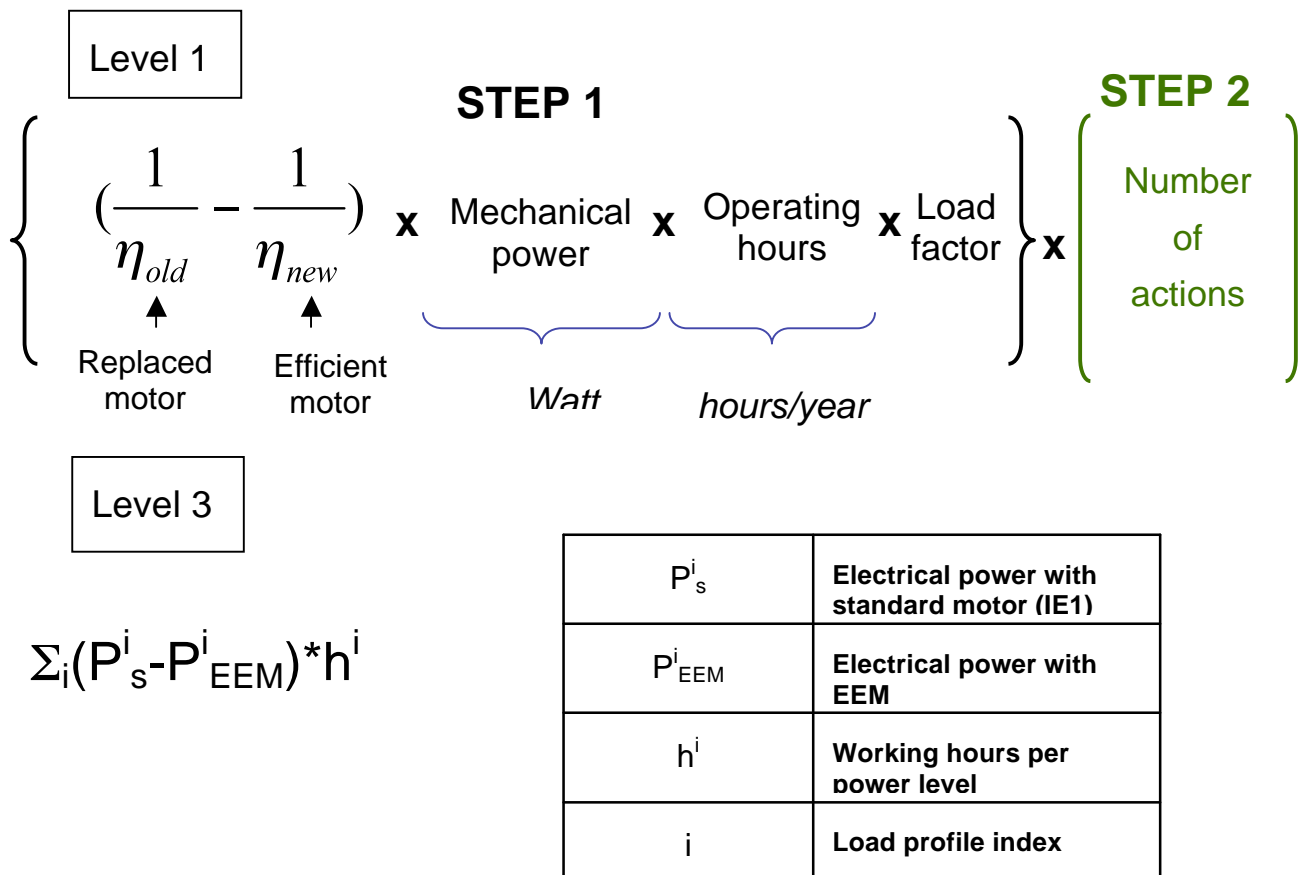 Level 1
STEP 1
STEP 2
{ (1/η_old − 1/η_new) x Mechanical power x Operating hours x Load factor } x ( Number of actions )
Replaced
motor
Efficient
motor
Watt
hours/year
Level 3
Σ_i(P^i_s-P^i_EEM)*h^i
P^i_s
Electrical power with
standard motor (IE1)
P^i_EEM
Electrical power with
EEM
h^i
Working hours per
power level
i
Load profile index